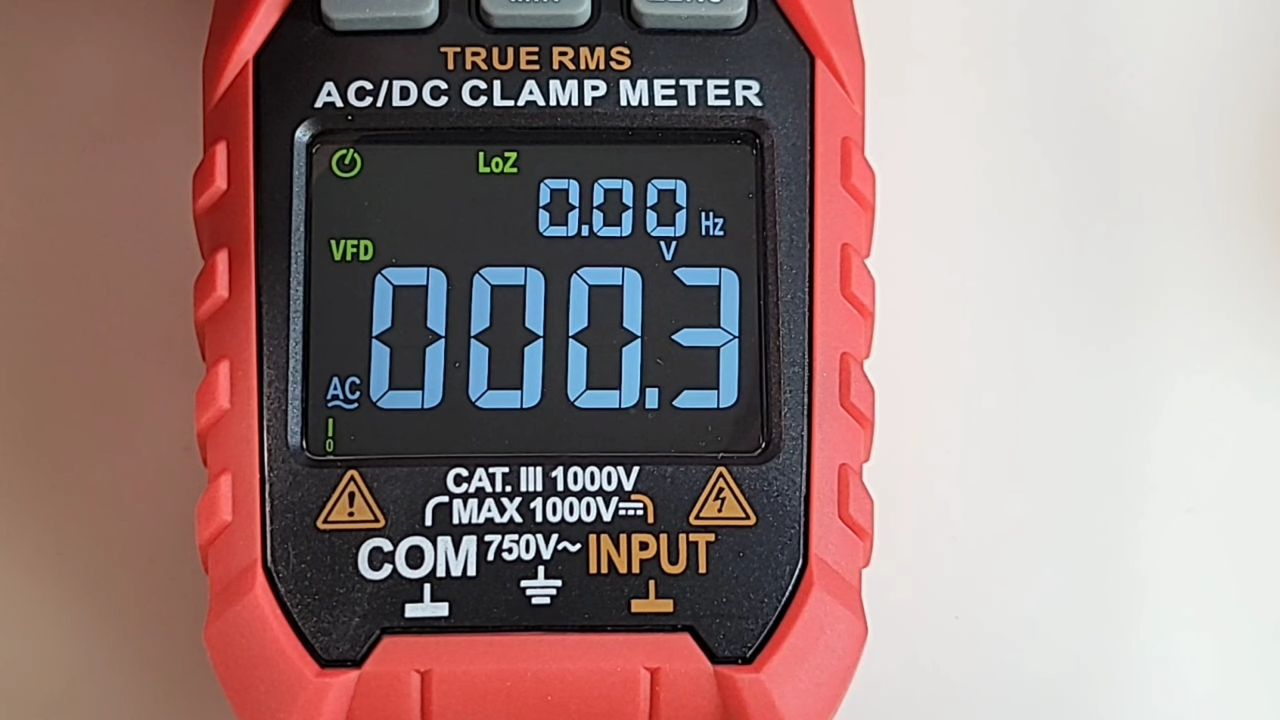 TRUE RMS
AC/DC CLAMP METER
LoZ
0.00 Hz
VFD
V
000.3
AC
0
CAT. III 1000V
MAX 1000V
COM 750V~ INPUT